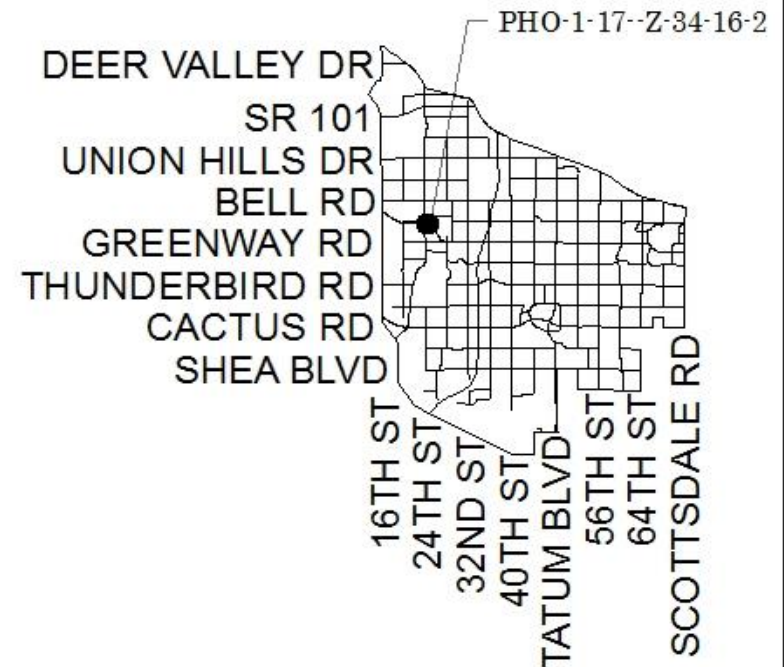 PHO-1-17--Z-34-16-2
DEER VALLEY DR
SR 101
UNION HILLS DR
BELL RD
GREENWAY RD
THUNDERBIRD RD
CACTUS RD
SHEA BLVD
16TH ST
24TH ST
32ND ST
40TH ST
TATUM BLVD
56TH ST
64TH ST
SCOTTSDALE RD